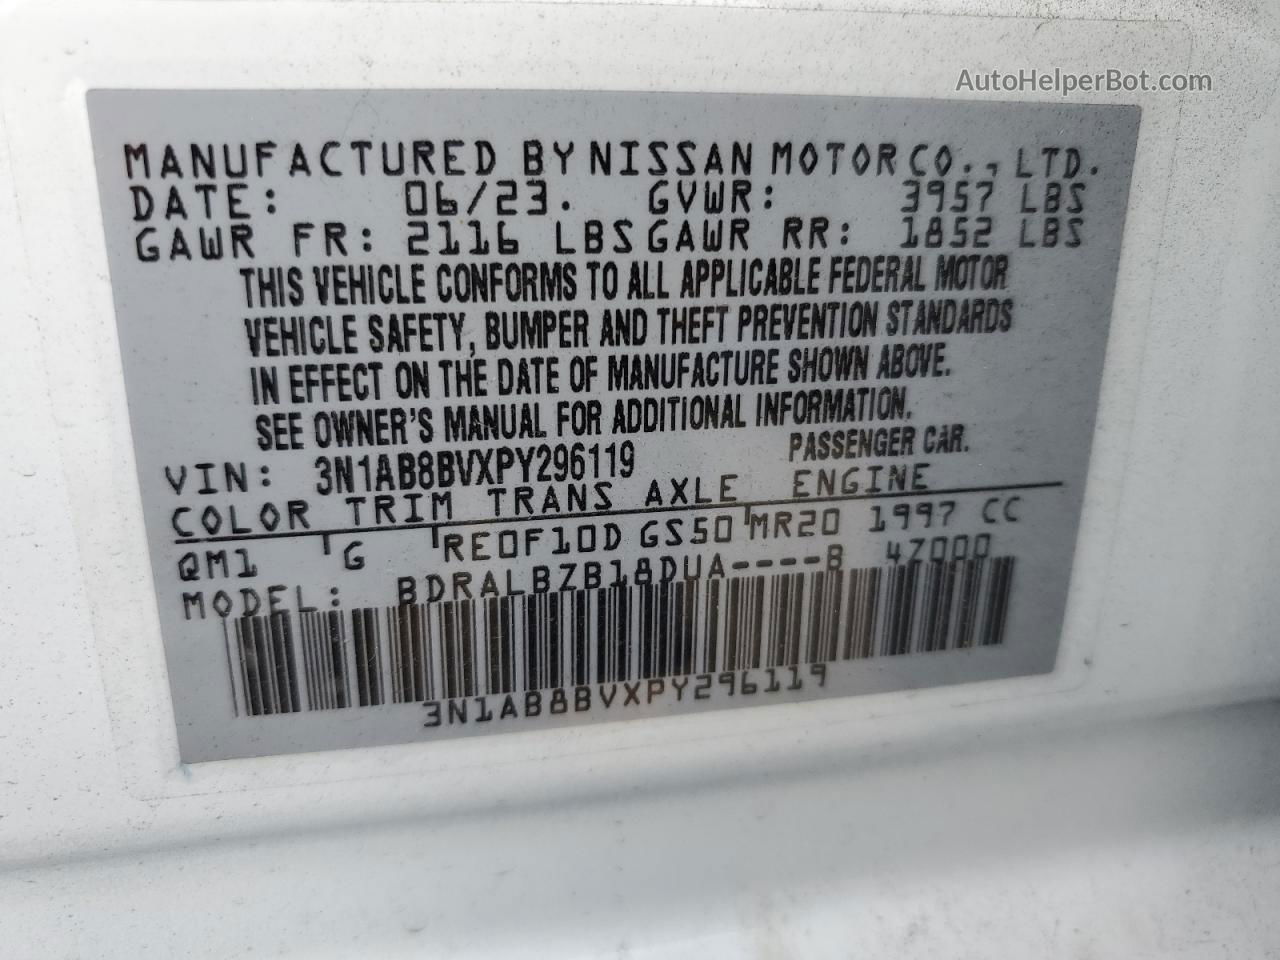 AutoHelperBot.com
MANUFACTURED BY NISSAN MOTOR CO., LTD.
DATE: 06/23. GVWR: 3957 LBS
GAWR FR: 2116 LBS GAWR RR: 1852 LBS
THIS VEHICLE CONFORMS TO ALL APPLICABLE FEDERAL MOTOR
VEHICLE SAFETY, BUMPER AND THEFT PREVENTION STANDARDS
IN EFFECT ON THE DATE OF MANUFACTURE SHOWN ABOVE.
SEE OWNER'S MANUAL FOR ADDITIONAL INFORMATION.
VIN: 3N1AB8BVXPY296119 PASSENGER CAR.
COLOR TRIM TRANS AXLE ENGINE
QM1 G RE0F10D GS50 MR20 1997 CC
MODEL: BDRALBZB18DUA----B 4Z000
3N1AB8BVXPY296119